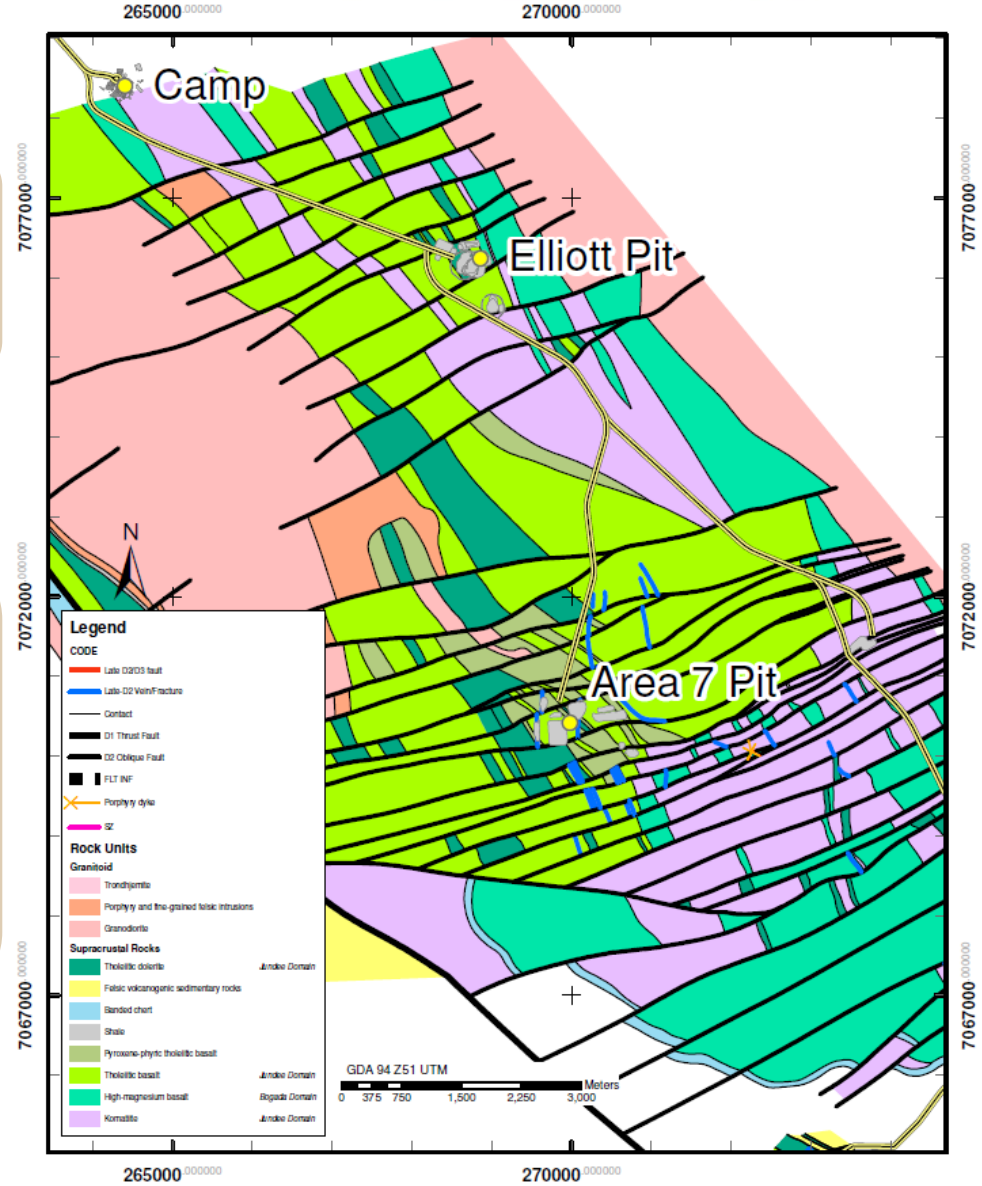 265000.000000 270000.000000
Camp
7077000.000000
7077000.000000
Elliott Pit
N
7072000.000000
7072000.000000
Area 7 Pit
Legend
CODE
Late D2/D3 fault
Late-D2 Vein/Fracture
Contact
D1 Thrust Fault
D2 Oblique Fault
FLT INF
Porphyry dyke
SZ
Rock Units
Granitoid
Trondhjemite
Porphyry and fine-grained felsic intrusions
Granodiorite
Supracrustal Rocks
Tholeiitic dolerite Jundee Domain
Felsic volcanogenic sedimentary rocks
Banded chert
Shale
Pyroxene-phyric tholeiitic basalt
Tholeiitic basalt Jundee Domain
High-magnesium basalt Bogada Domain
Komatiite Jundee Domain
7067000.000000
7067000.000000
GDA 94 Z51 UTM
Meters
0 375 750 1,500 2,250 3,000
265000.000000 270000.000000